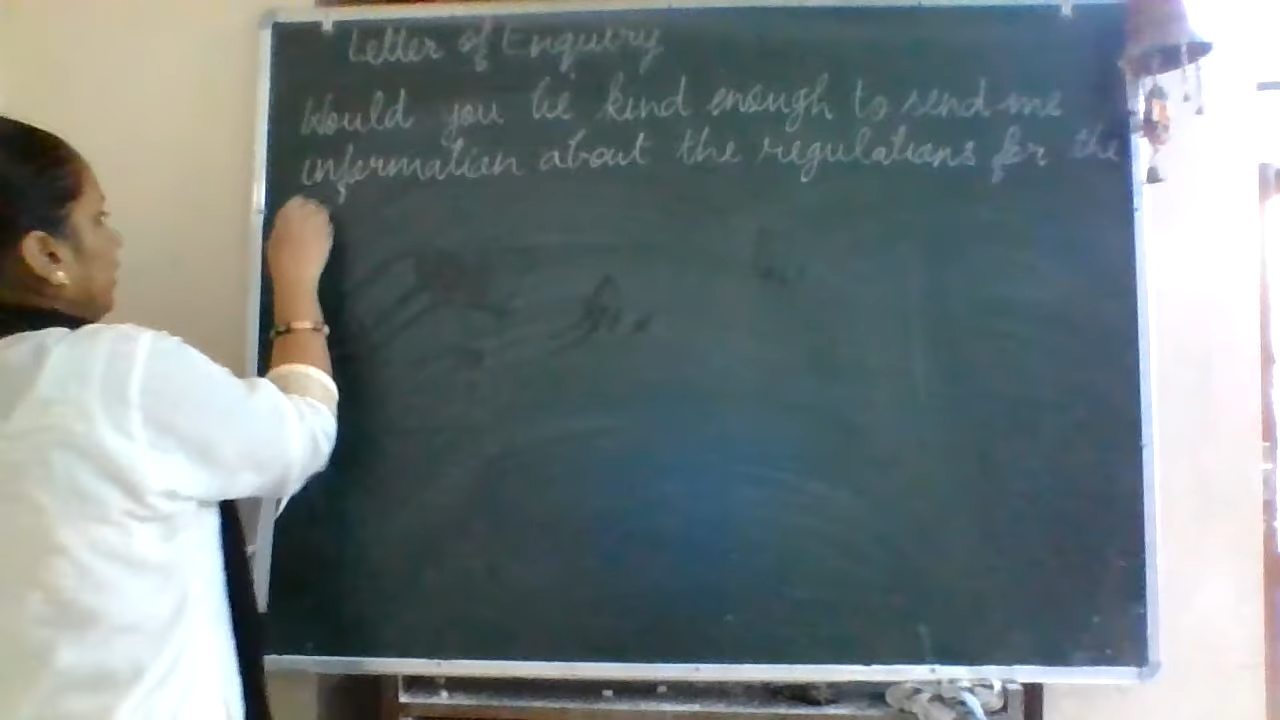 Letter of Enquiry
Would you be kind enough to send me
information about the regulations for the